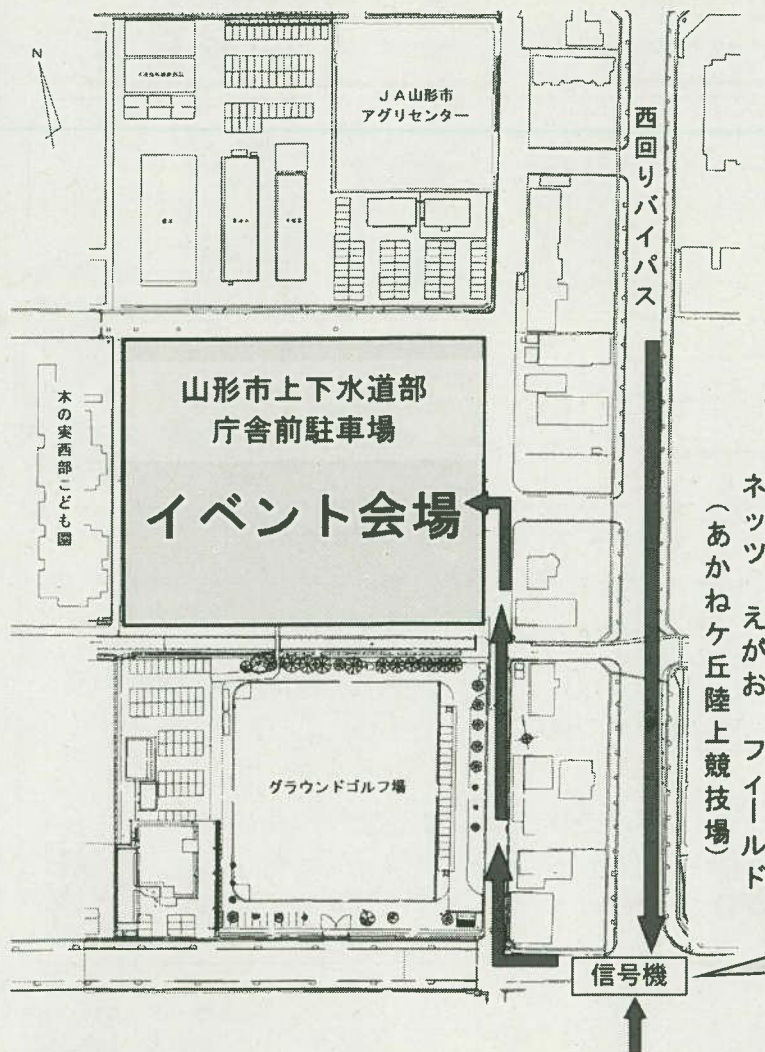 N
JA山形市
アグリセンター
西回りバイパス
山形市上下水道部
庁舎前駐車場
イベント会場
木の実西部こども園
ネッツ えがお フィールド
(あかねケ丘陸上競技場)
グラウンドゴルフ場
信号機